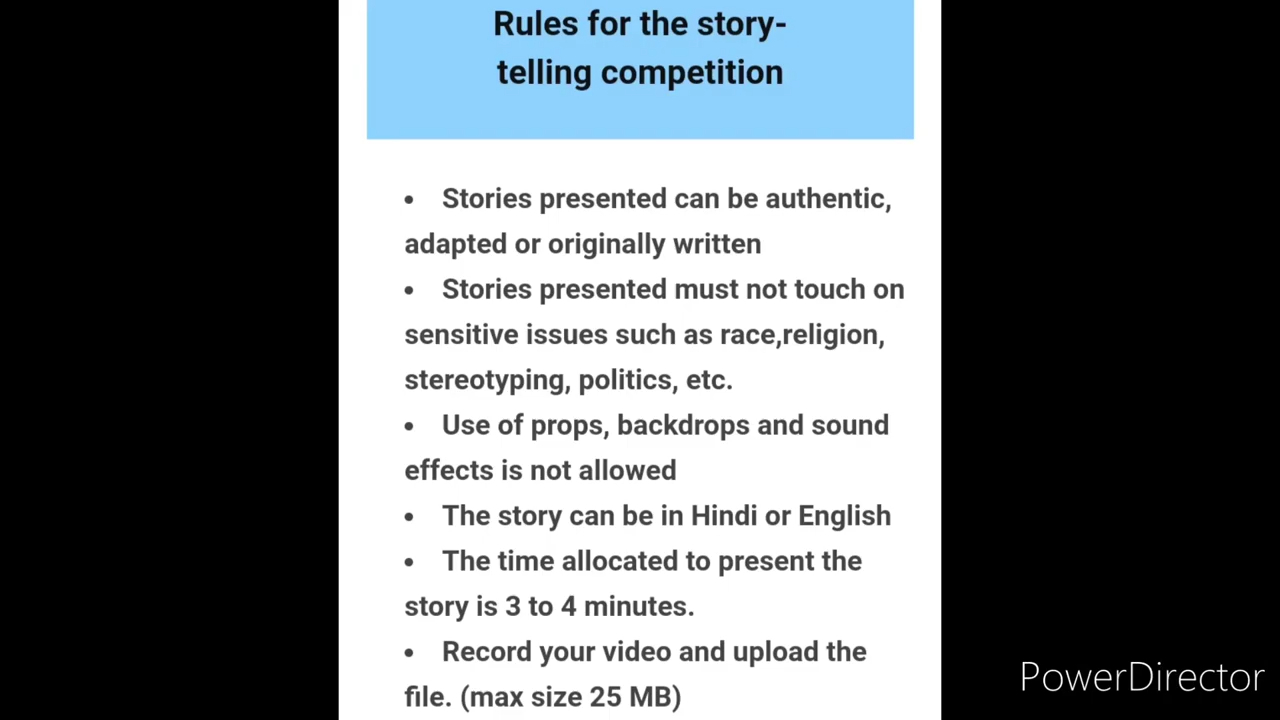 Rules for the story-
telling competition
• Stories presented can be authentic,
adapted or originally written
• Stories presented must not touch on
sensitive issues such as race,religion,
stereotyping, politics, etc.
• Use of props, backdrops and sound
effects is not allowed
• The story can be in Hindi or English
• The time allocated to present the
story is 3 to 4 minutes.
• Record your video and upload the
file. (max size 25 MB)
PowerDirector